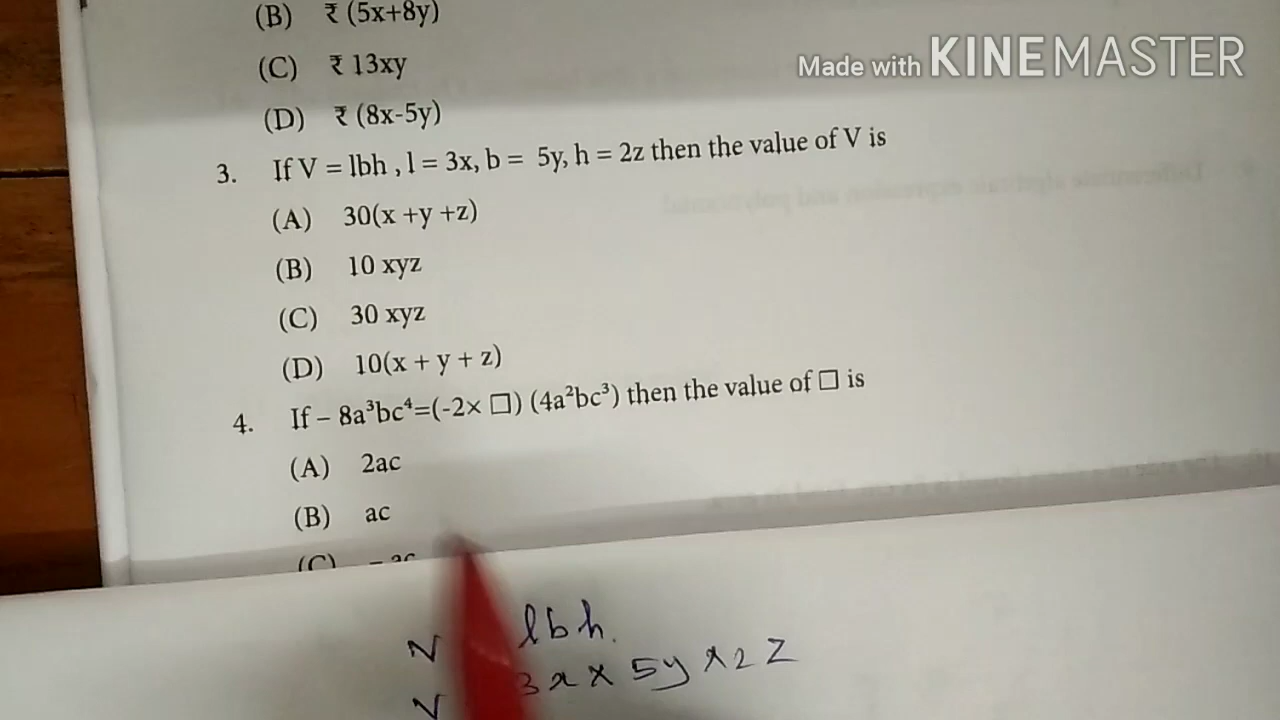 (B) ₹ (5x+8y)
Made with KINEMASTER
(C) ₹ 13xy
(D) ₹ (8x-5y)
3. If V = lbh , l = 3x, b = 5y, h = 2z then the value of V is
(A) 30(x +y +z)
(B) 10 xyz
(C) 30 xyz
(D) 10(x + y + z)
4. If – 8a³bc⁴=(-2× □) (4a²bc³) then the value of □ is
(A) 2ac
(B) ac
(C) – ac
V lbh.
V 3x × 5y × 2 z